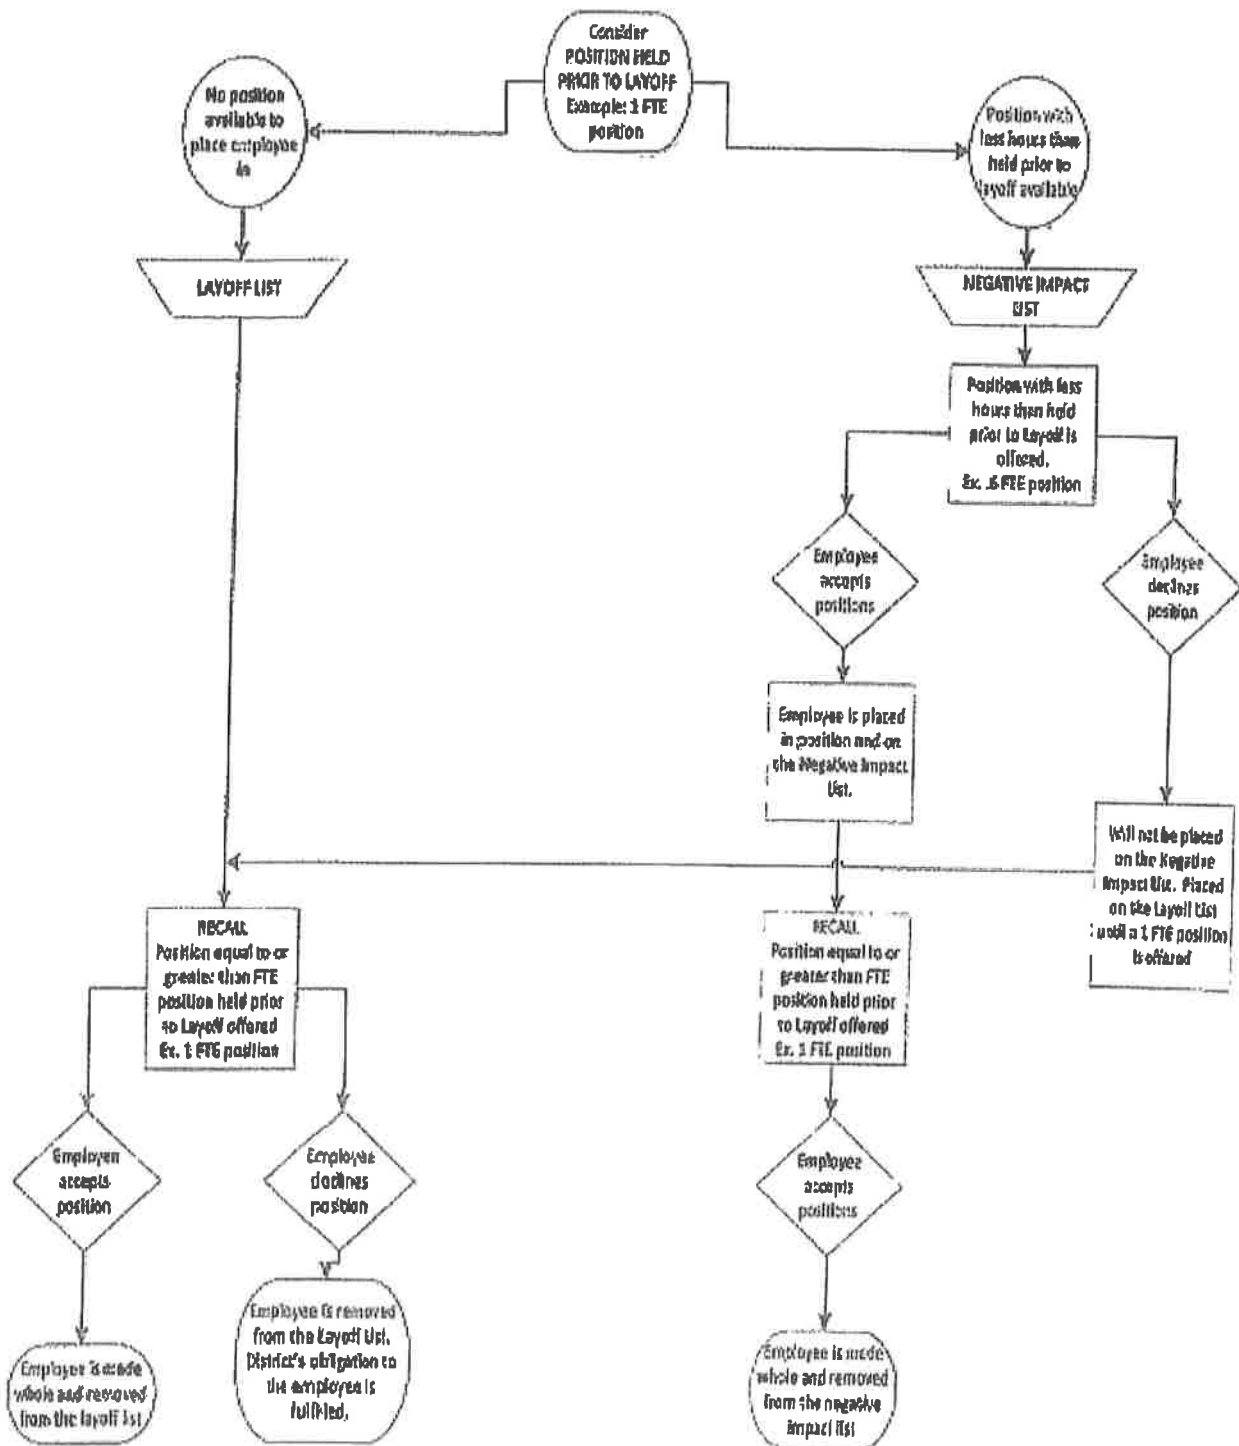 Consider
POSITION HELD
PRIOR TO LAYOFF
Example: 1 FTE
position
No position
available to
place employee
in
Position with
less hours than
held prior to
layoff available
LAYOFF LIST
NEGATIVE IMPACT
LIST
Position with less
hours than held
prior to Layoff is
offered.
Ex. .6 FTE position
Employee
accepts
positions
Employee
declines
position
Employee is placed
in position and on
the Negative Impact
List.
Will not be placed
on the Negative
Impact List. Placed
on the Layoff List
until a 1 FTE position
is offered
RECALL
Position equal to or
greater than FTE
position held prior
to Layoff offered
Ex. 1 FTE position
RECALL
Position equal to or
greater than FTE
position held prior
to Layoff offered
Ex. 1 FTE position
Employee
accepts
position
Employee
declines
position
Employee
accepts
positions
Employee is made
whole and removed
from the layoff list
Employee is removed
from the Layoff List.
District's obligation to
the employee is
fulfilled.
Employee is made
whole and removed
from the negative
impact list